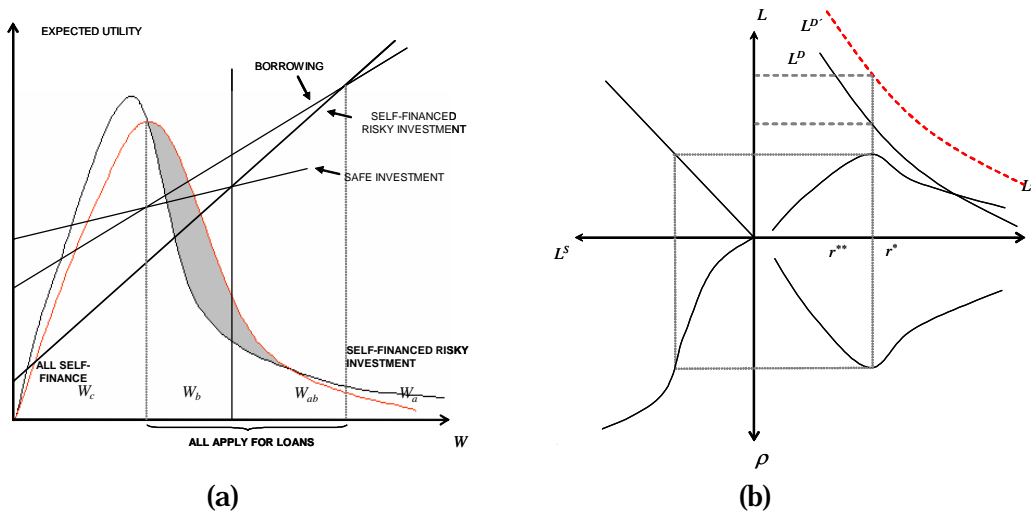 EXPECTED UTILITY
BORROWING
SELF-FINANCED
RISKY INVESTMENT
SAFE INVESTMENT
ALL SELF-
FINANCE
SELF-FINANCED RISKY
INVESTMENT
W_c
W_b
W_ab
W_a
ALL APPLY FOR LOANS
W
(a)
L
L^D´
L^D
L
L^S
r**
r*
ρ
(b)